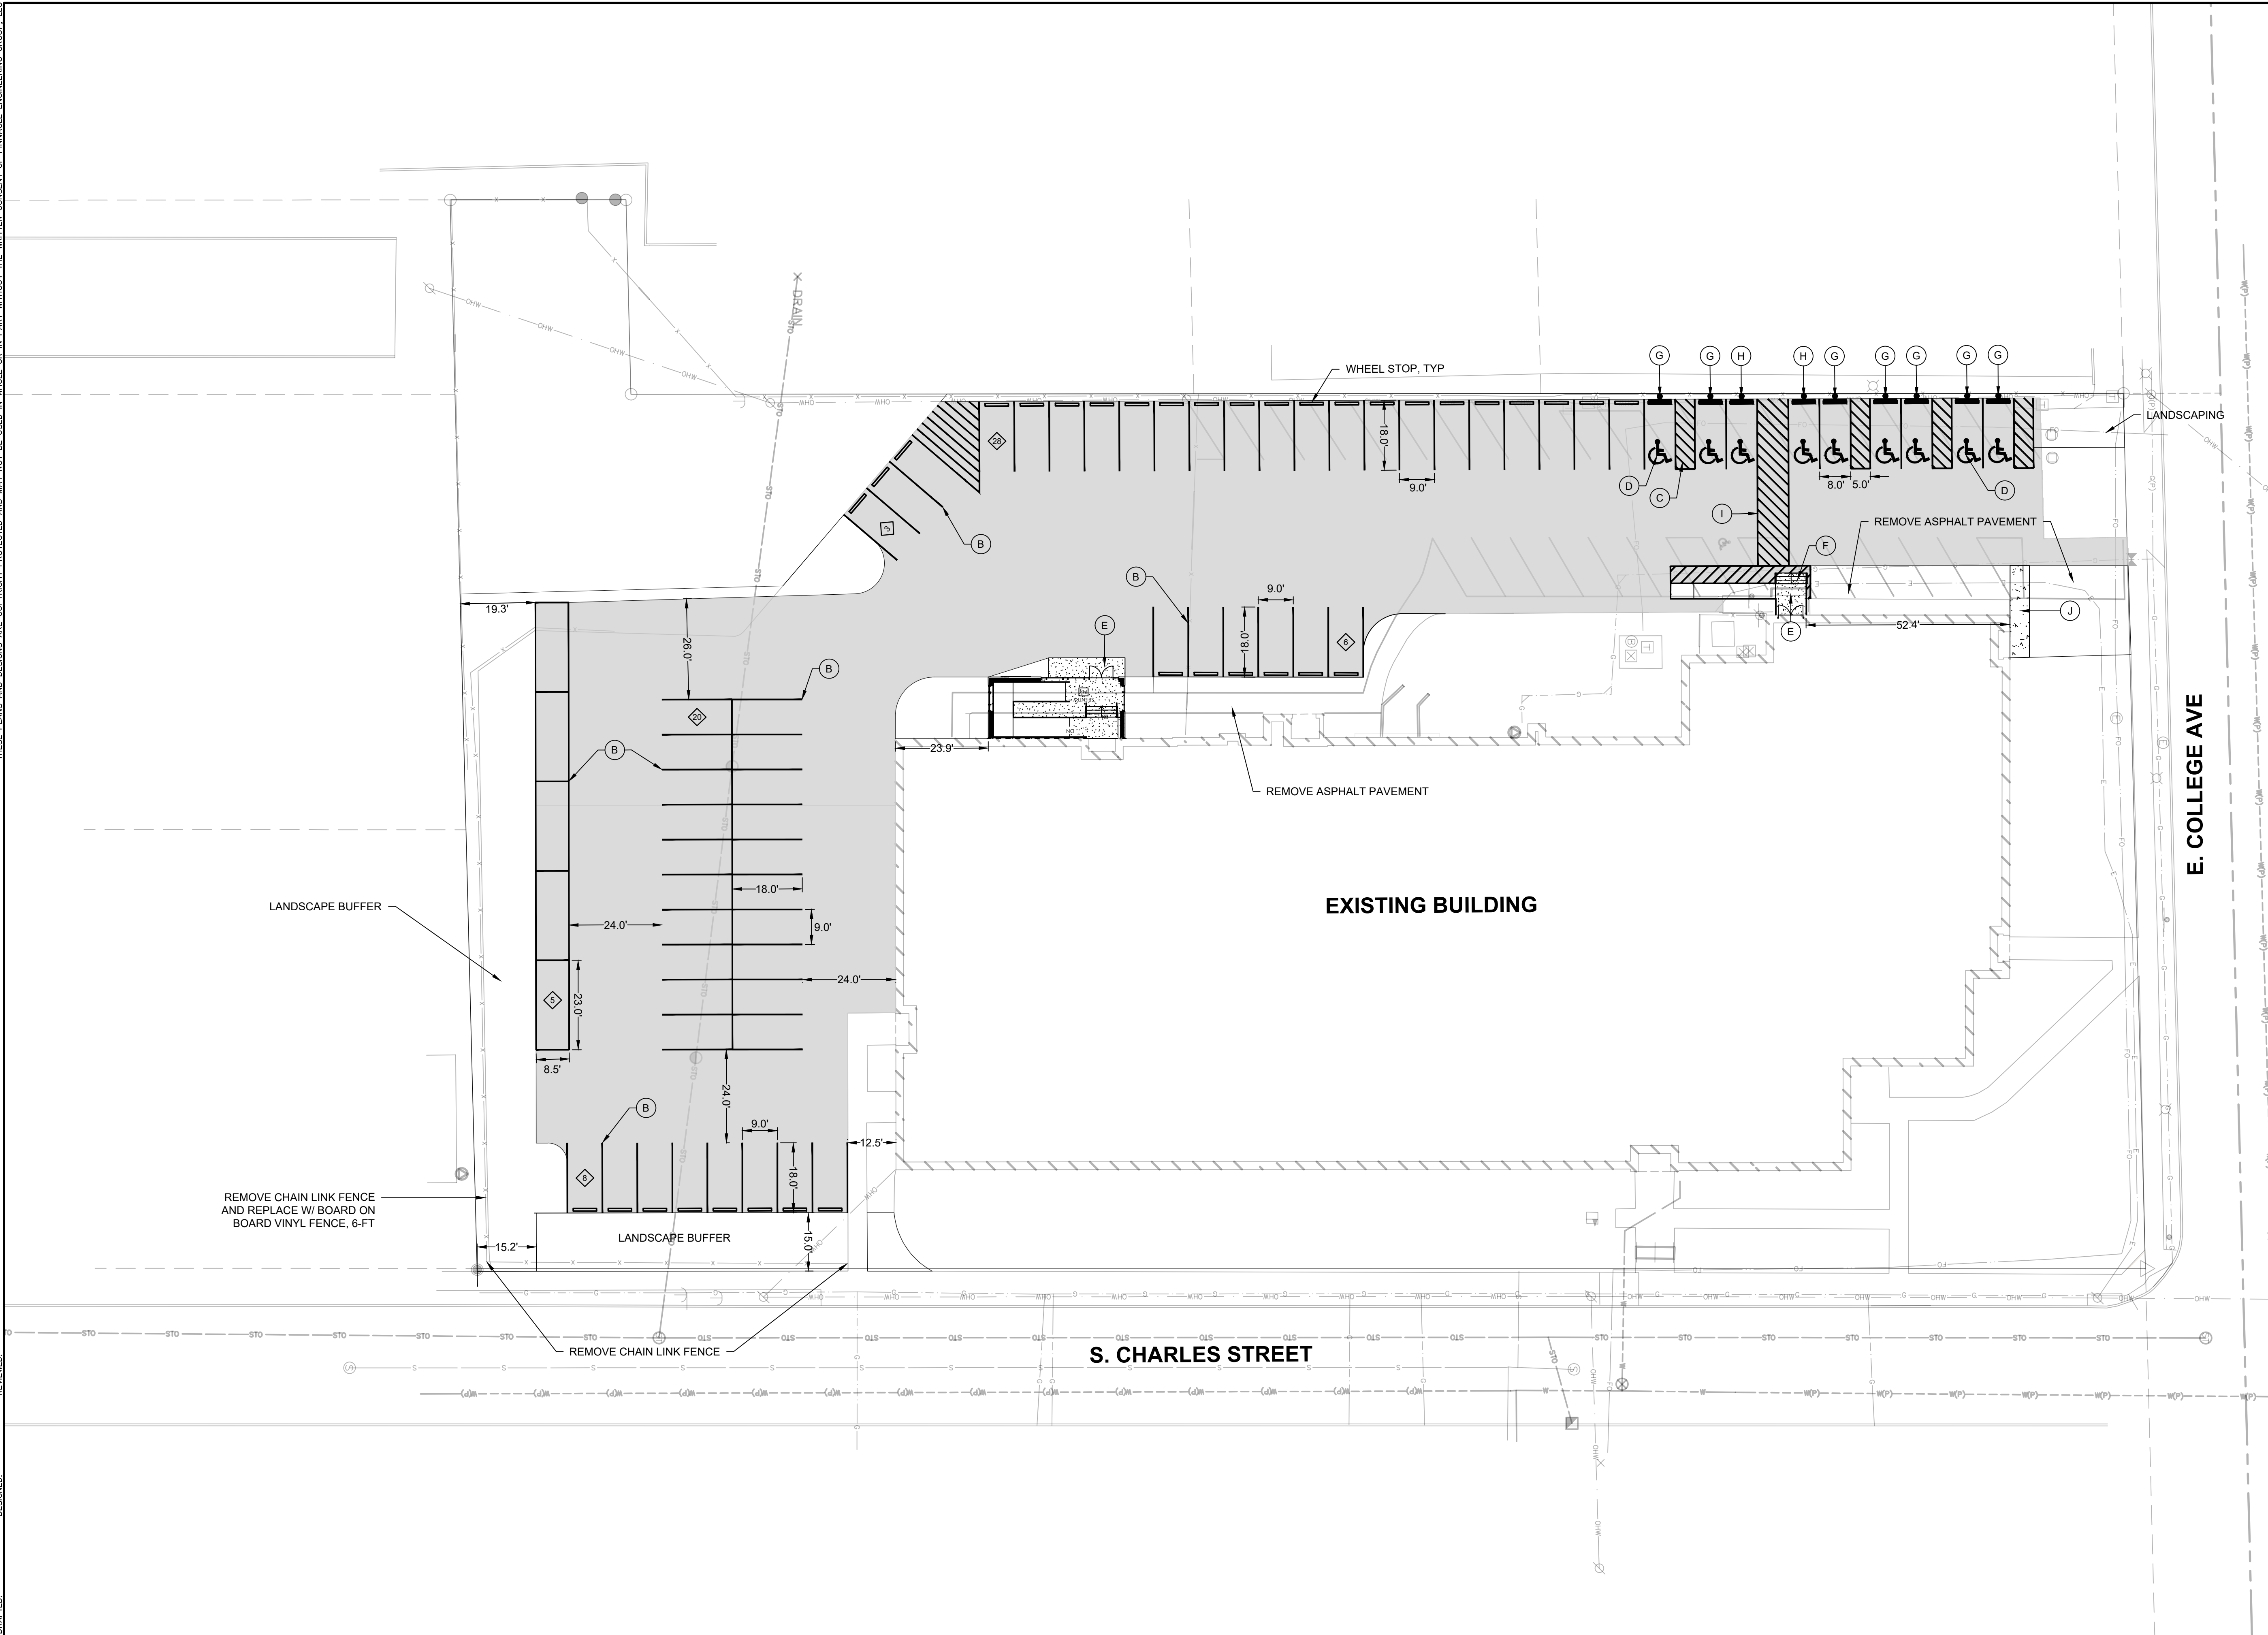 DRAIN
WHEEL STOP, TYP
G
G
H
H
G
G
G
G
G
LANDSCAPING
28
18.0'
9.0'
D
C
8.0'
5.0'
D
I
REMOVE ASPHALT PAVEMENT
F
3
B
B
9.0'
18.0'
6
E
E
52.4'
J
19.3'
26.0'
B
20
23.9'
B
REMOVE ASPHALT PAVEMENT
E. COLLEGE AVE
18.0'
EXISTING BUILDING
LANDSCAPE BUFFER
24.0'
9.0'
24.0'
5
23.0'
8.5'
24.0'
B
9.0'
12.5'
18.0'
8
REMOVE CHAIN LINK FENCE
AND REPLACE W/ BOARD ON
BOARD VINYL FENCE, 6-FT
LANDSCAPE BUFFER
15.2'
15.0'
REMOVE CHAIN LINK FENCE
S. CHARLES STREET